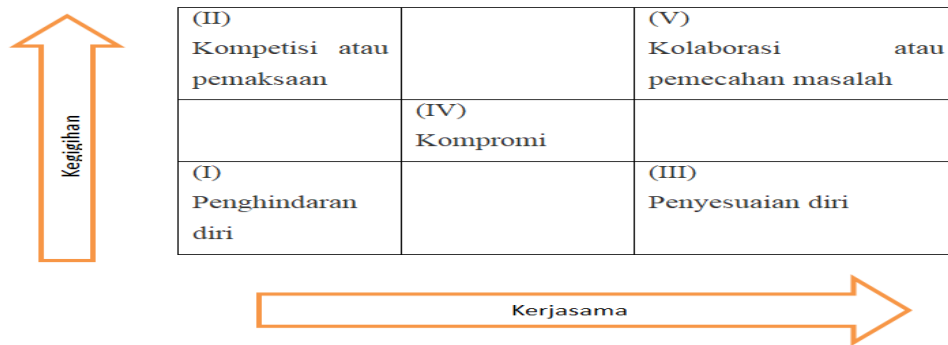 (II)
Kompetisi atau
pemaksaan
(V)
Kolaborasi atau
pemecahan masalah
Kegigihan
(IV)
Kompromi
(I)
Penghindaran
diri
(III)
Penyesuaian diri
Kerjasama